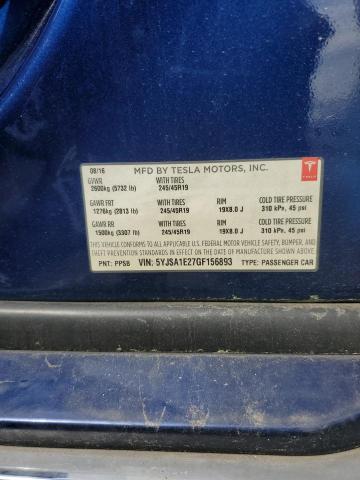 08/16 MFD BY TESLA MOTORS, INC.
GVWR WITH TIRES
2600kg (5732 lb) 245/45R19 TESLA
GAWR FRT WITH TIRES RIM COLD TIRE PRESSURE
1276kg (2813 lb) 245/45R19 19X8.0 J 310 kPa, 45 psi
GAWR RR WITH TIRES RIM COLD TIRE PRESSURE
1500kg (3307 lb) 245/45R19 19X8.0 J 310 kPa, 45 psi
THIS VEHICLE CONFORMS TO ALL APPLICABLE U.S. FEDERAL MOTOR VEHICLE SAFETY, BUMPER, AND
THEFT PREVENTION STANDARDS IN EFFECT ON THE DATE OF MANUFACTURE SHOWN ABOVE.
PNT: PPSB VIN: 5YJSA1E27GF156893 TYPE: PASSENGER CAR